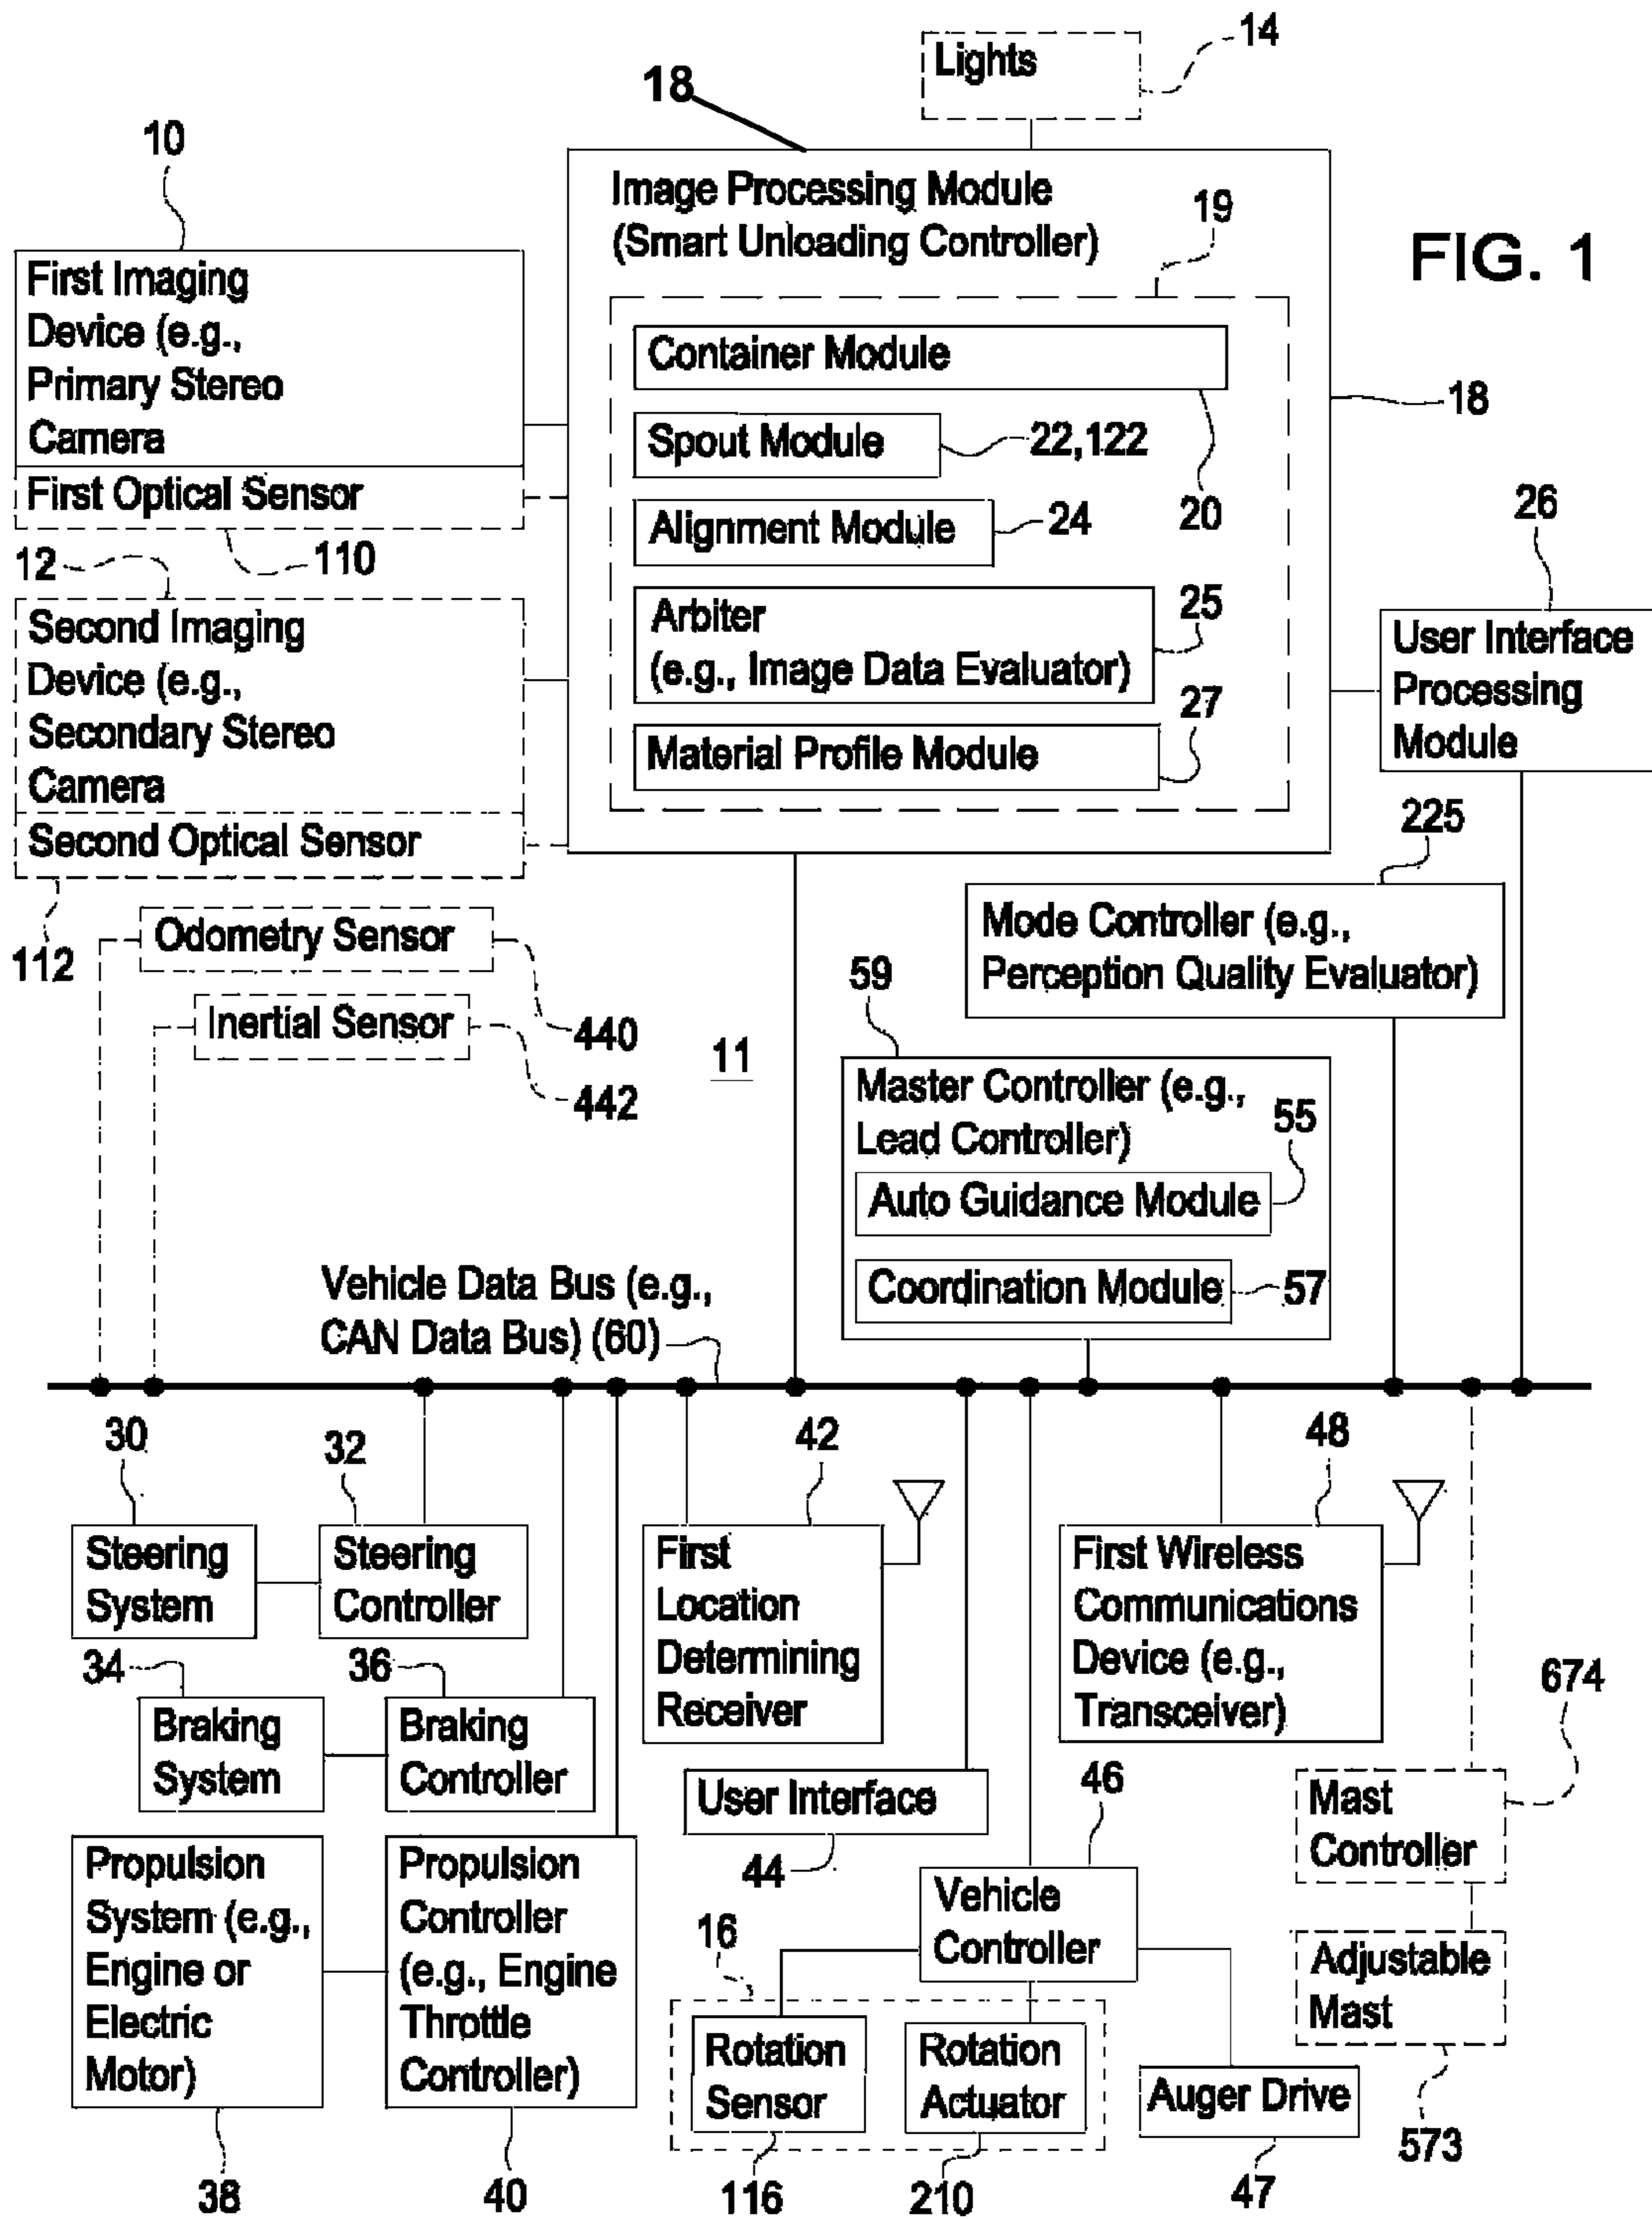 14
Lights
18
10
Image Processing Module
(Smart Unloading Controller)
19
FIG. 1
First Imaging
Device (e.g.,
Primary Stereo
Camera
First Optical Sensor
110
Container Module
20
18
Spout Module
22,122
Alignment Module
24
Arbiter
(e.g., Image Data Evaluator)
25
Material Profile Module
27
26
User Interface
Processing
Module
12
Second Imaging
Device (e.g.,
Secondary Stereo
Camera
Second Optical Sensor
112
Odometry Sensor
440
Inertial Sensor
442
11
225
Mode Controller (e.g.,
Perception Quality Evaluator)
59
Master Controller (e.g.,
Lead Controller)
55
Auto Guidance Module
Coordination Module
57
Vehicle Data Bus (e.g.,
CAN Data Bus) (60)
30
Steering
System
32
Steering
Controller
34
Braking
System
36
Braking
Controller
Propulsion
System (e.g.,
Engine or
Electric
Motor)
38
Propulsion
Controller
(e.g., Engine
Throttle
Controller)
40
42
First
Location
Determining
Receiver
48
First Wireless
Communications
Device (e.g.,
Transceiver)
User Interface
44
46
Vehicle
Controller
16
Rotation
Sensor
116
Rotation
Actuator
210
Auger Drive
47
674
Mast
Controller
Adjustable
Mast
573